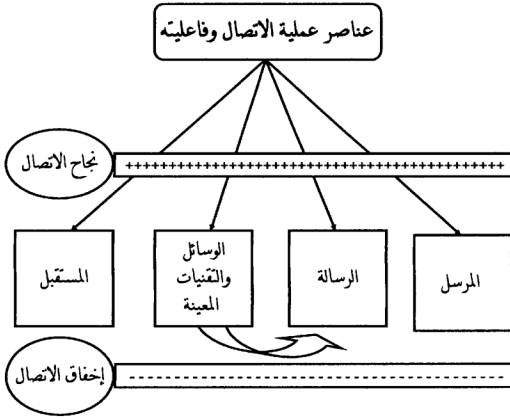 عناصر عملية الاتصال وفاعليته
نجاح الاتصال
++++++++++++++++++++++++++++++++++++++++++++++++
المرسل
الرسالة
الوسائل
والتقنيات
المعينة
المستقبل
إخفاق الاتصال
------------------------------------------------